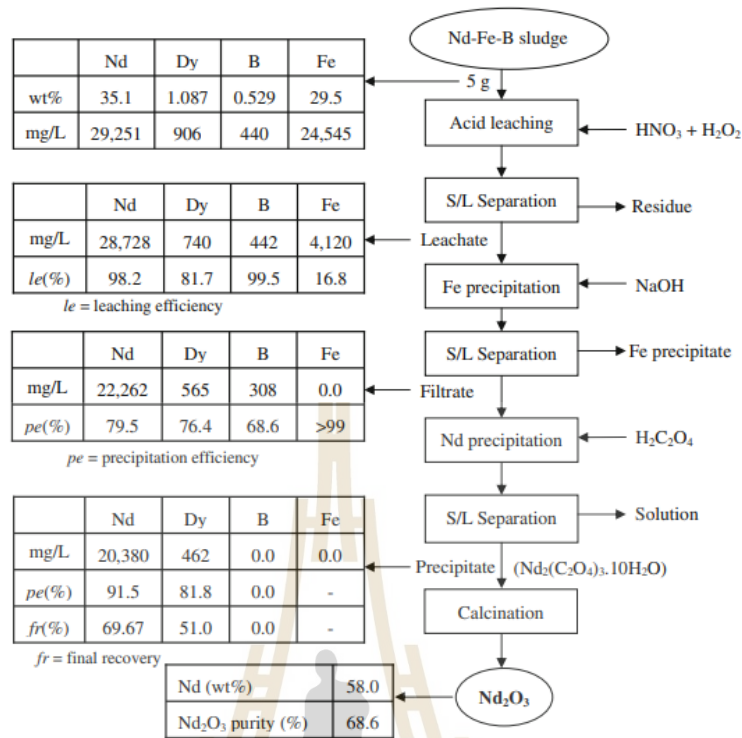 Nd-Fe-B sludge
Nd Dy B Fe
wt% 35.1 1.087 0.529 29.5
mg/L 29,251 906 440 24,545
5 g
Acid leaching
HNO₃ + H₂O₂
S/L Separation
Residue
Nd Dy B Fe
mg/L 28,728 740 442 4,120
le(%) 98.2 81.7 99.5 16.8
le = leaching efficiency
Leachate
Fe precipitation
NaOH
S/L Separation
Fe precipitate
Nd Dy B Fe
mg/L 22,262 565 308 0.0
pe(%) 79.5 76.4 68.6 >99
pe = precipitation efficiency
Filtrate
Nd precipitation
H₂C₂O₄
S/L Separation
Solution
Nd Dy B Fe
mg/L 20,380 462 0.0 0.0
pe(%) 91.5 81.8 0.0 -
fr(%) 69.67 51.0 0.0 -
fr = final recovery
Precipitate (Nd₂(C₂O₄)₃.10H₂O)
Calcination
Nd₂O₃
Nd (wt%) 58.0
Nd₂O₃ purity (%) 68.6